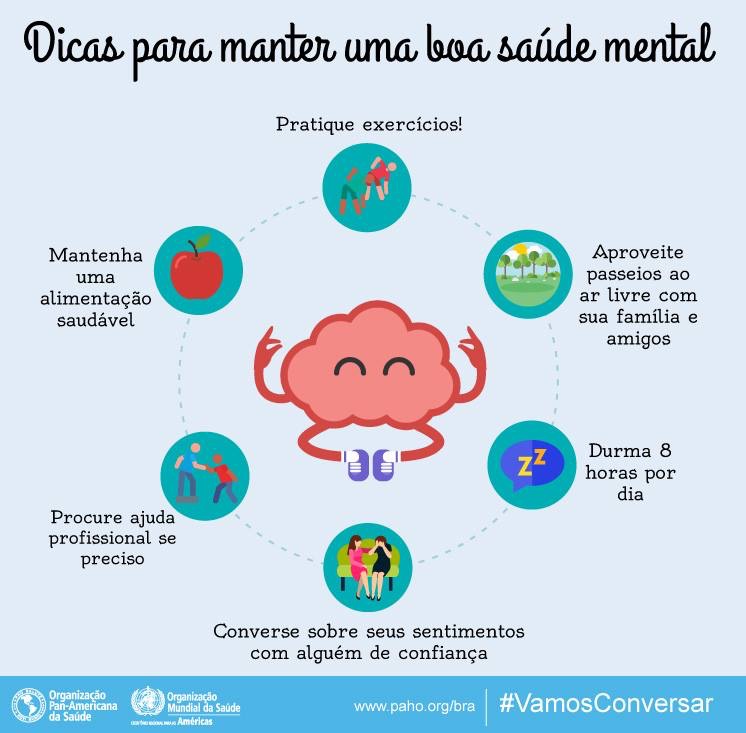 Dicas para manter uma boa saúde mental
Pratique exercícios!
Aproveite
passeios ao
ar livre com
sua família e
amigos
Durma 8
horas por
dia
Converse sobre seus sentimentos
com alguém de confiança
Procure ajuda
profissional se
preciso
Mantenha
uma
alimentação
saudável
zz
Organização
Pan-Americana
da Saúde
Organização
Mundial da Saúde
ESCRITÓRIO REGIONAL PARA AS Américas
www.paho.org/bra
#VamosConversar